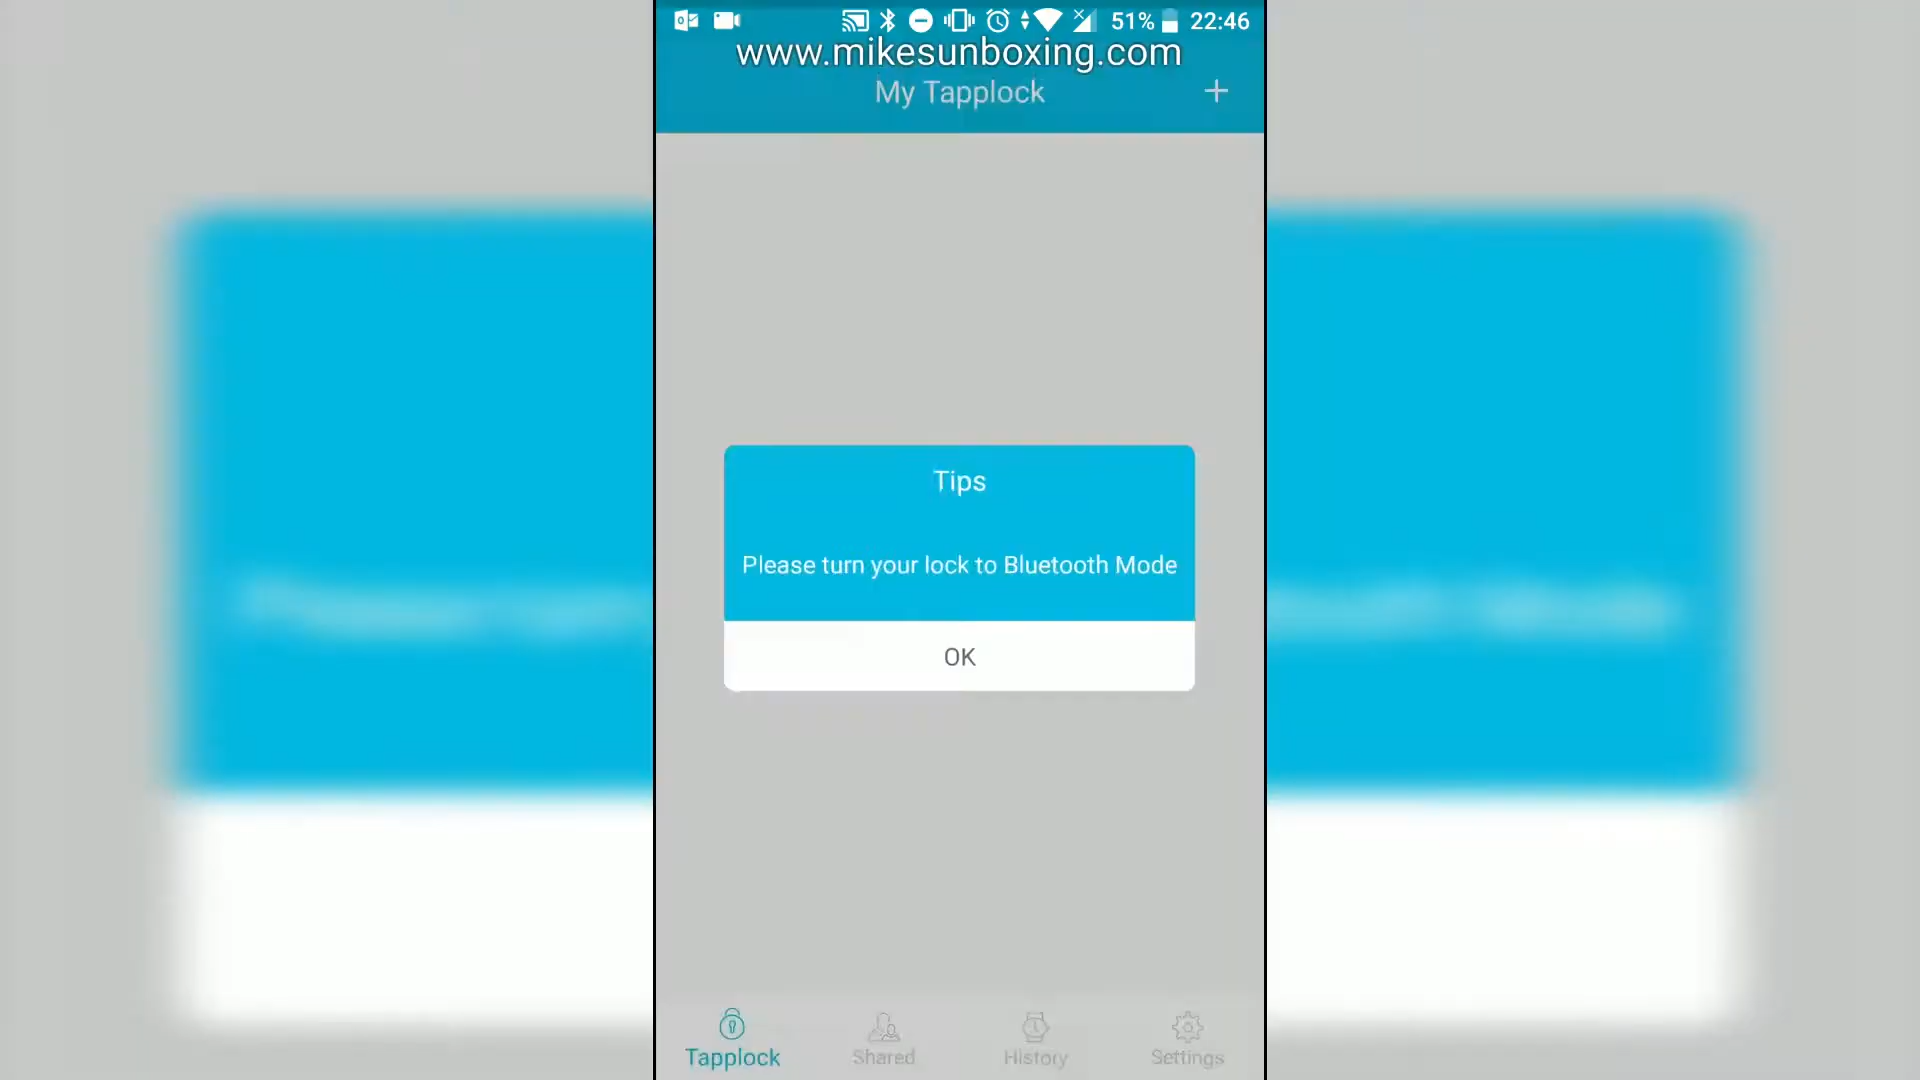 51% 22:46
www.mikesunboxing.com
My Tapplock +
Tips
Please turn your lock to Bluetooth Mode
OK
Tapplock Shared History Settings